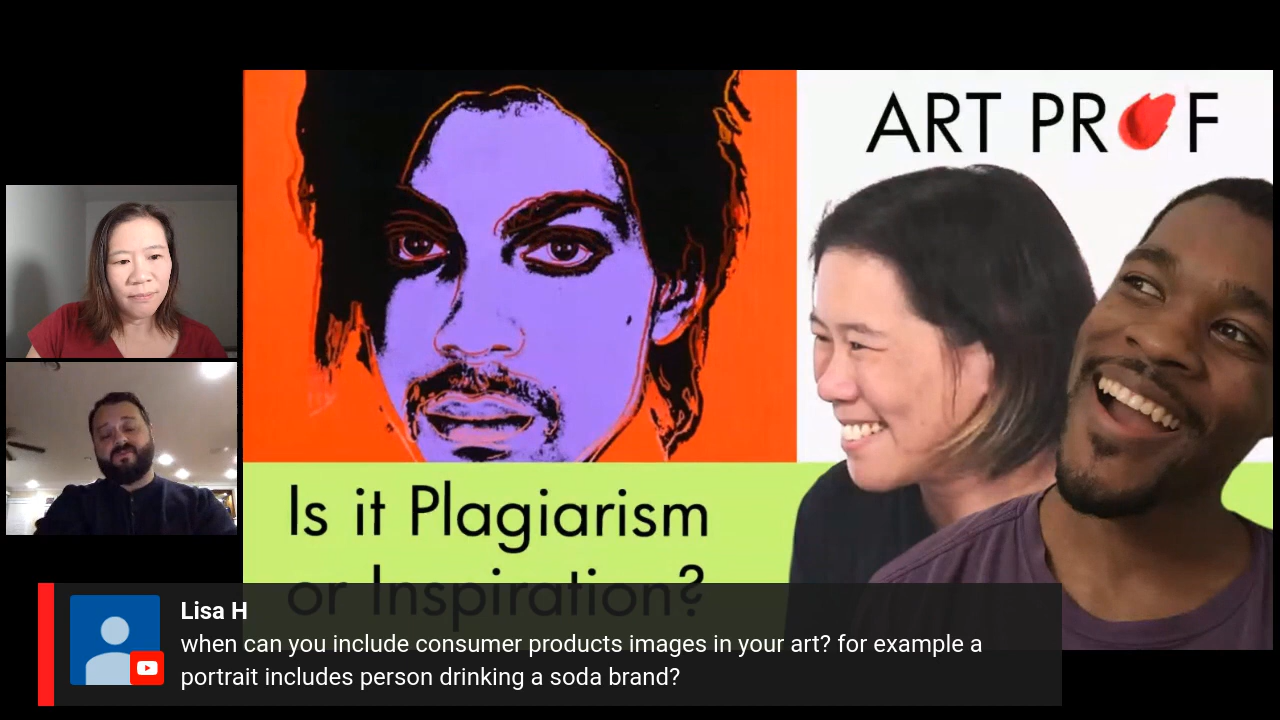 ART PROF
Is it Plagiarism
or Inspiration?
Lisa H
when can you include consumer products images in your art? for example a
portrait includes person drinking a soda brand?